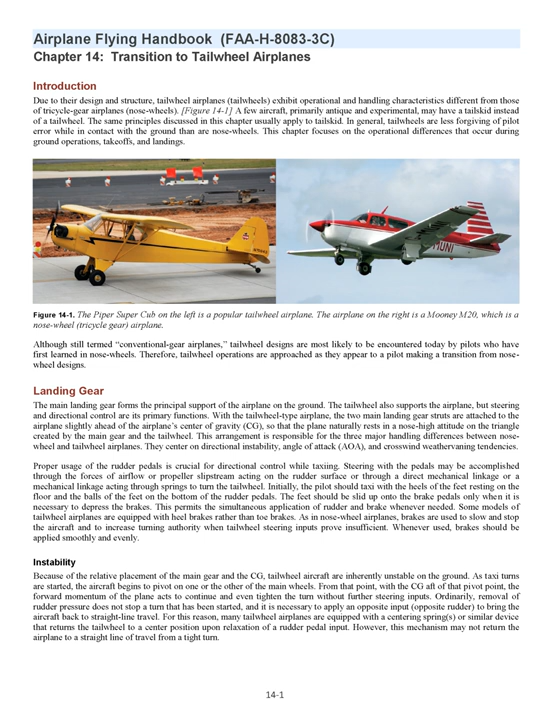 Airplane Flying Handbook (FAA-H-8083-3C)
Chapter 14: Transition to Tailwheel Airplanes
Introduction
Due to their design and structure, tailwheel airplanes (tailwheels) exhibit operational and handling characteristics different from those
of tricycle-gear airplanes (nose-wheels). [Figure 14-1] A few aircraft, primarily antique and experimental, may have a tailskid instead
of a tailwheel. The same principles discussed in this chapter usually apply to tailskid. In general, tailwheels are less forgiving of pilot
error while in contact with the ground than are nose-wheels. This chapter focuses on the operational differences that occur during
ground operations, takeoffs, and landings.
MUNI
Figure 14-1. The Piper Super Cub on the left is a popular tailwheel airplane. The airplane on the right is a Mooney M20, which is a
nose-wheel (tricycle gear) airplane.
Although still termed “conventional-gear airplanes,” tailwheel designs are most likely to be encountered today by pilots who have
first learned in nose-wheels. Therefore, tailwheel operations are approached as they appear to a pilot making a transition from nose-
wheel designs.
Landing Gear
The main landing gear forms the principal support of the airplane on the ground. The tailwheel also supports the airplane, but steering
and directional control are its primary functions. With the tailwheel-type airplane, the two main landing gear struts are attached to the
airplane slightly ahead of the airplane’s center of gravity (CG), so that the plane naturally rests in a nose-high attitude on the triangle
created by the main gear and the tailwheel. This arrangement is responsible for the three major handling differences between nose-
wheel and tailwheel airplanes. They center on directional instability, angle of attack (AOA), and crosswind weathervaning tendencies.
Proper usage of the rudder pedals is crucial for directional control while taxiing. Steering with the pedals may be accomplished
through the forces of airflow or propeller slipstream acting on the rudder surface or through a direct mechanical linkage or a
mechanical linkage acting through springs to turn the tailwheel. Initially, the pilot should taxi with the heels of the feet resting on the
floor and the balls of the feet on the bottom of the rudder pedals. The feet should be slid up onto the brake pedals only when it is
necessary to depress the brakes. This permits the simultaneous application of rudder and brake whenever needed. Some models of
tailwheel airplanes are equipped with heel brakes rather than toe brakes. As in nose-wheel airplanes, brakes are used to slow and stop
the aircraft and to increase turning authority when tailwheel steering inputs prove insufficient. Whenever used, brakes should be
applied smoothly and evenly.
Instability
Because of the relative placement of the main gear and the CG, tailwheel aircraft are inherently unstable on the ground. As taxi turns
are started, the aircraft begins to pivot on one or the other of the main wheels. From that point, with the CG aft of that pivot point, the
forward momentum of the plane acts to continue and even tighten the turn without further steering inputs. Ordinarily, removal of
rudder pressure does not stop a turn that has been started, and it is necessary to apply an opposite input (opposite rudder) to bring the
aircraft back to straight-line travel. For this reason, many tailwheel airplanes are equipped with a centering spring(s) or similar device
that returns the tailwheel to a center position upon relaxation of a rudder pedal input. However, this mechanism may not return the
airplane to a straight line of travel from a tight turn.
14-1